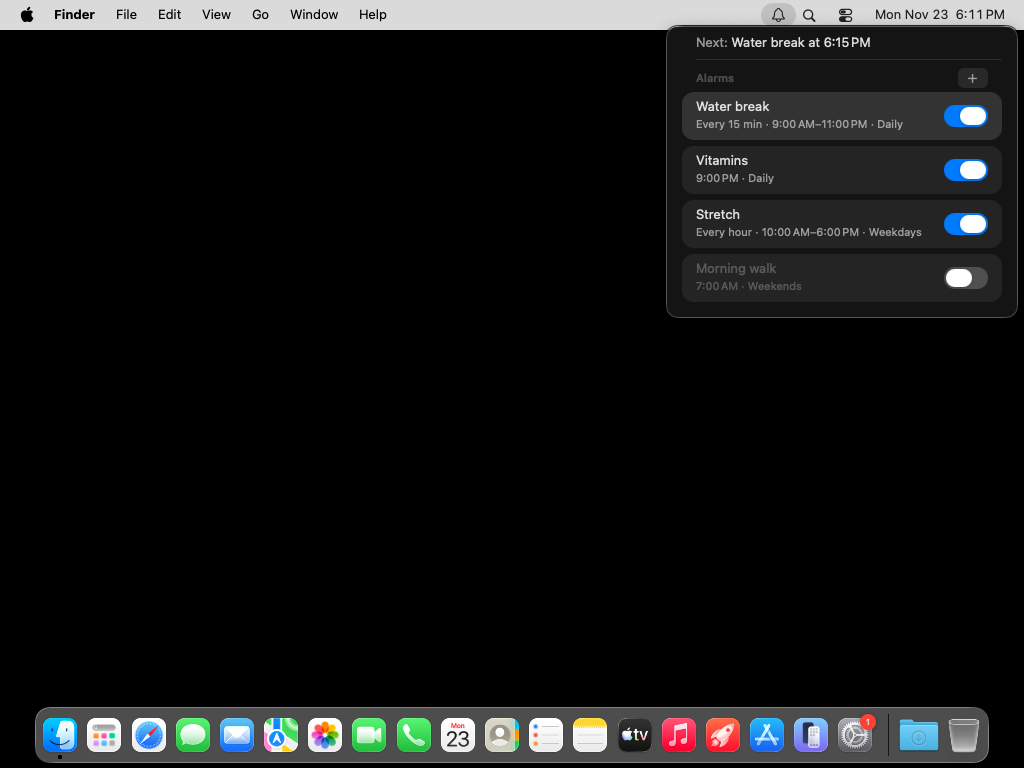 Finder File Edit View Go Window Help Mon Nov 23 6:11 PM
Next: Water break at 6:15 PM
Alarms
Water break
Every 15 min · 9:00 AM–11:00 PM · Daily
Vitamins
9:00 PM · Daily
Stretch
Every hour · 10:00 AM–6:00 PM · Weekdays
Morning walk
7:00 AM · Weekends
Mon
23
tv
1